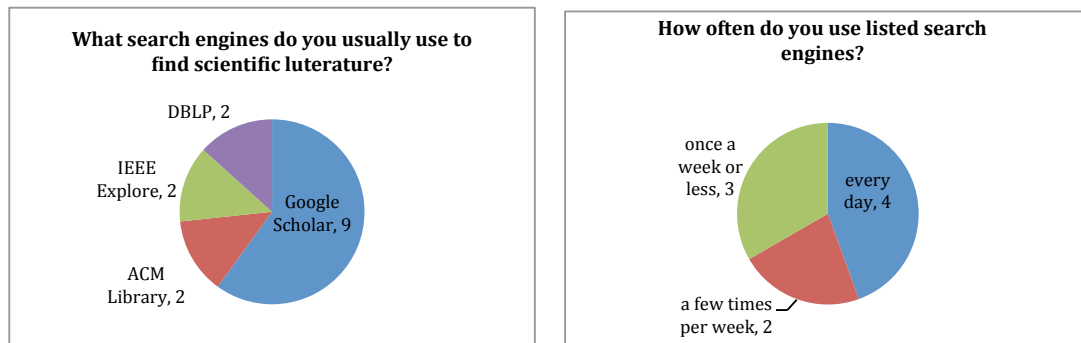 What search engines do you usually use to
find scientific luterature?
DBLP, 2
IEEE
Explore, 2
Google
Scholar, 9
ACM
Library, 2
How often do you use listed search
engines?
once a
week or
less, 3
every
day, 4
a few times
per week, 2